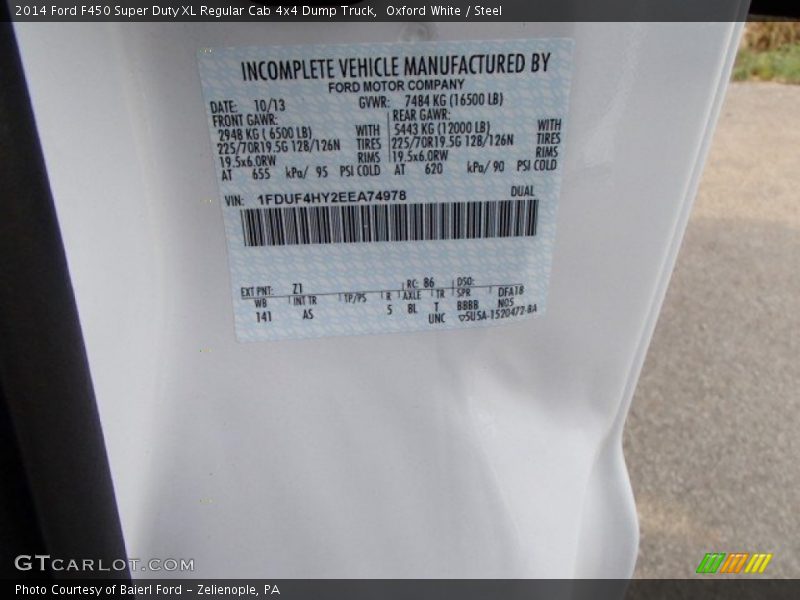 2014 Ford F450 Super Duty XL Regular Cab 4x4 Dump Truck, Oxford White / Steel
INCOMPLETE VEHICLE MANUFACTURED BY
FORD MOTOR COMPANY
DATE: 10/13 GVWR: 7484 KG (16500 LB)
FRONT GAWR: REAR GAWR:
2948 KG ( 6500 LB) WITH 5443 KG (12000 LB) WITH
225/70R19.5G 128/126N TIRES 225/70R19.5G 128/126N TIRES
19.5x6.0RW RIMS 19.5x6.0RW RIMS
AT 655 kPa/ 95 PSI COLD AT 620 kPa/ 90 PSI COLD
VIN: 1FDUF4HY2EEA74978 DUAL
EXT PNT: Z1 RC: 86 DSO:
WB INT TR TP/PS R AXLE TR SPR DFA18
141 AS 5 BL T BBBB N05
UNC ▽5U5A-1520472-BA
GTCARLOT.COM
Photo Courtesy of Baierl Ford - Zelienople, PA